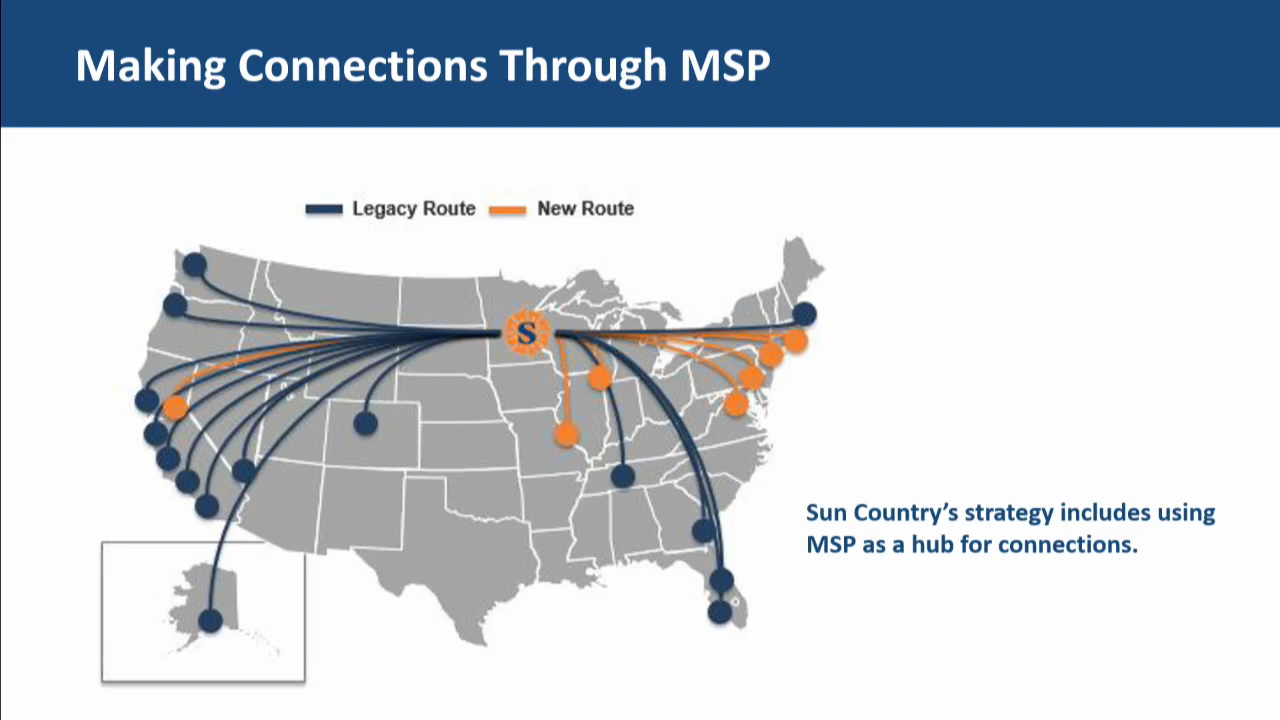 Making Connections Through MSP
Legacy Route New Route
S
Sun Country’s strategy includes using
MSP as a hub for connections.